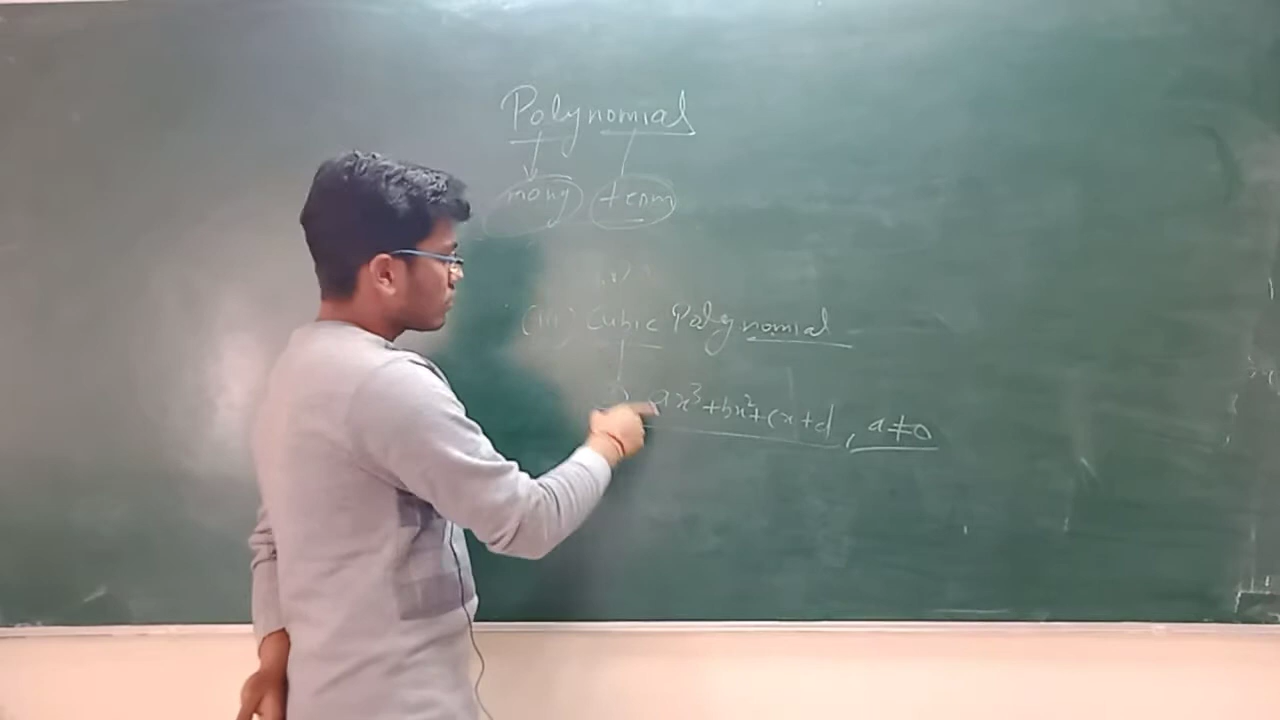 Polynomial
many term
(iii) Cubic Polynomial
ax³+bx²+cx+d, a≠0